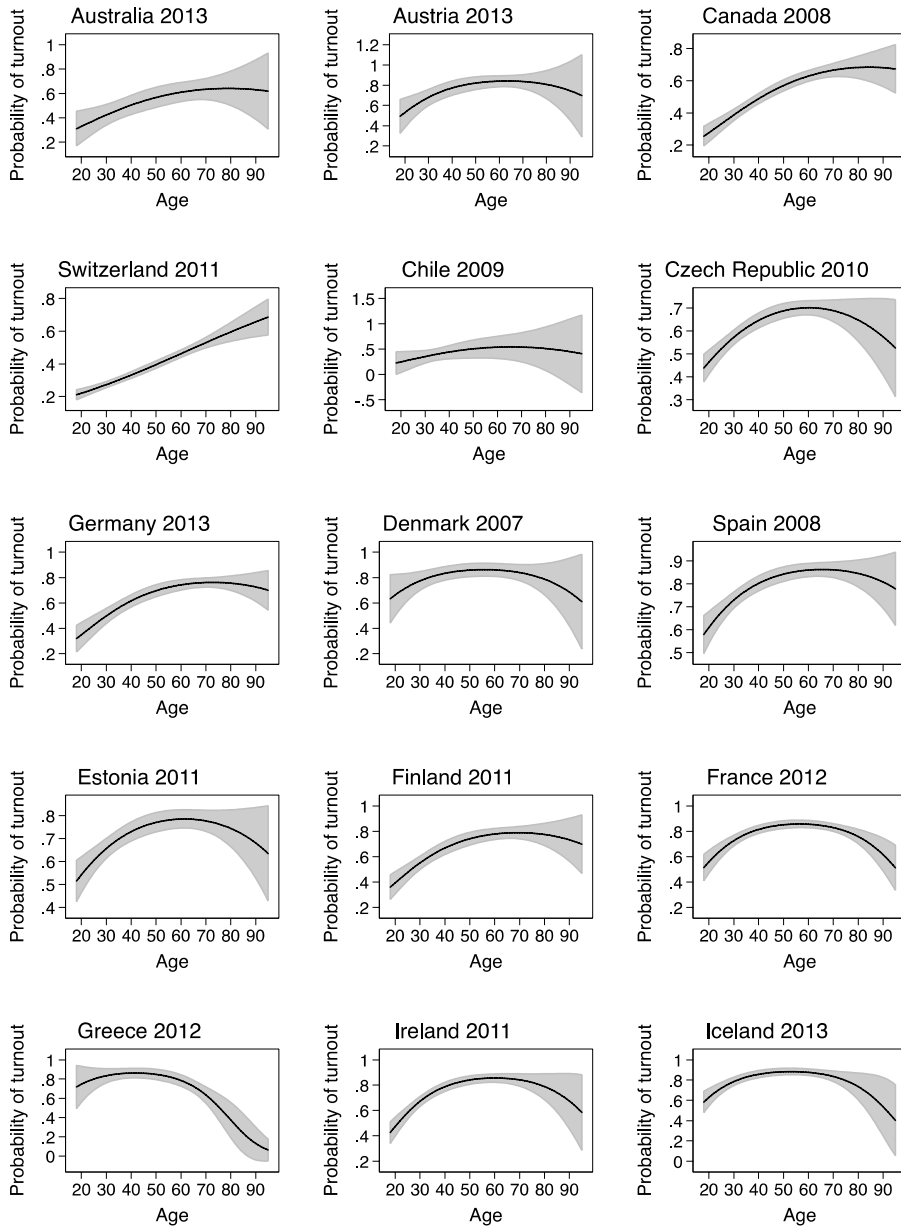 Australia 2013
Probability of turnout
1
.8
.6
.4
.2
20 30 40 50 60 70 80 90
Age
Austria 2013
Probability of turnout
1.2
1
.8
.6
.4
.2
20 30 40 50 60 70 80 90
Age
Canada 2008
Probability of turnout
.8
.6
.4
.2
20 30 40 50 60 70 80 90
Age
Switzerland 2011
Probability of turnout
.8
.6
.4
.2
20 30 40 50 60 70 80 90
Age
Chile 2009
Probability of turnout
1.5
1
0.5
0
-.5
20 30 40 50 60 70 80 90
Age
Czech Republic 2010
Probability of turnout
.7
.6
.5
.4
.3
20 30 40 50 60 70 80 90
Age
Germany 2013
Probability of turnout
1
.8
.6
.4
.2
20 30 40 50 60 70 80 90
Age
Denmark 2007
Probability of turnout
1
.8
.6
.4
.2
20 30 40 50 60 70 80 90
Age
Spain 2008
Probability of turnout
.9
.8
.7
.6
.5
20 30 40 50 60 70 80 90
Age
Estonia 2011
Probability of turnout
.8
.7
.6
.5
.4
20 30 40 50 60 70 80 90
Age
Finland 2011
Probability of turnout
1
.8
.6
.4
.2
20 30 40 50 60 70 80 90
Age
France 2012
Probability of turnout
1
.8
.6
.4
.2
20 30 40 50 60 70 80 90
Age
Greece 2012
Probability of turnout
1
.8
.6
.4
.2
0
20 30 40 50 60 70 80 90
Age
Ireland 2011
Probability of turnout
1
.8
.6
.4
.2
20 30 40 50 60 70 80 90
Age
Iceland 2013
Probability of turnout
1
.8
.6
.4
.2
0
20 30 40 50 60 70 80 90
Age